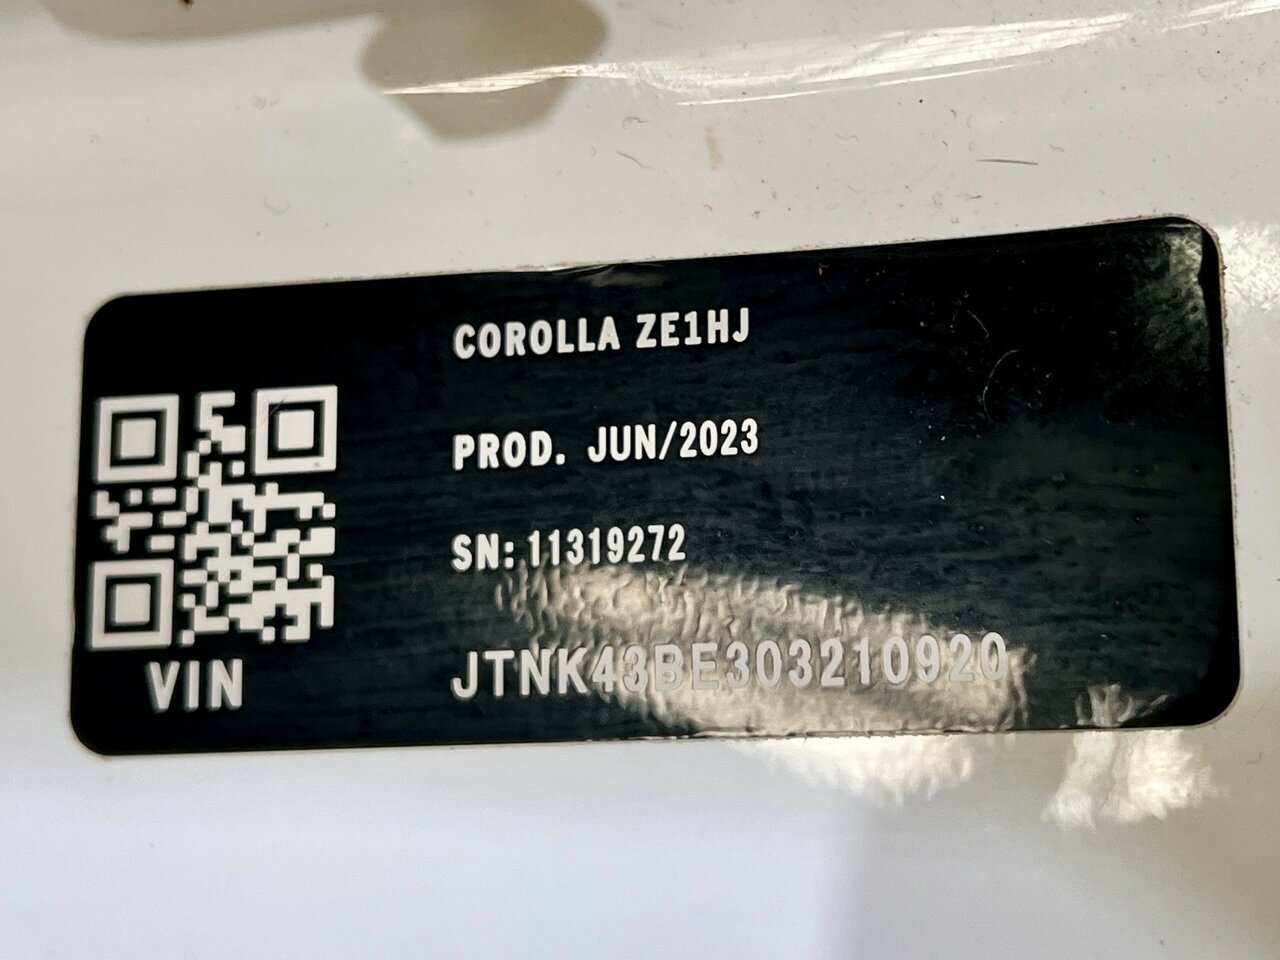 COROLLA ZE1HJ
PROD. JUN/2023
SN: 11319272
VIN
JTNK43BE303210920